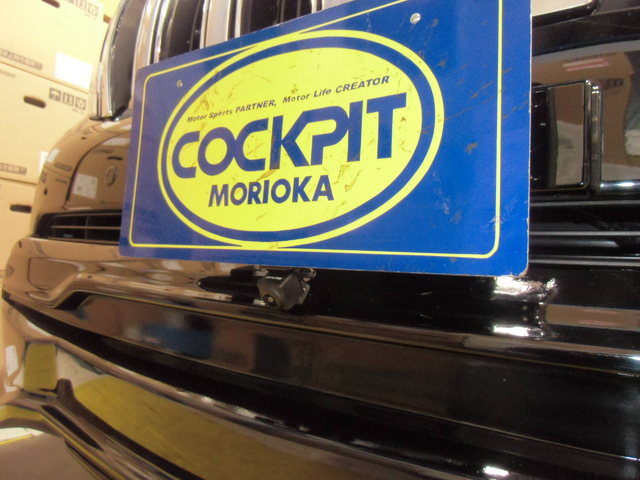 Motor Sports PARTNER, Motor Life CREATOR
COCKPIT
MORIOKA